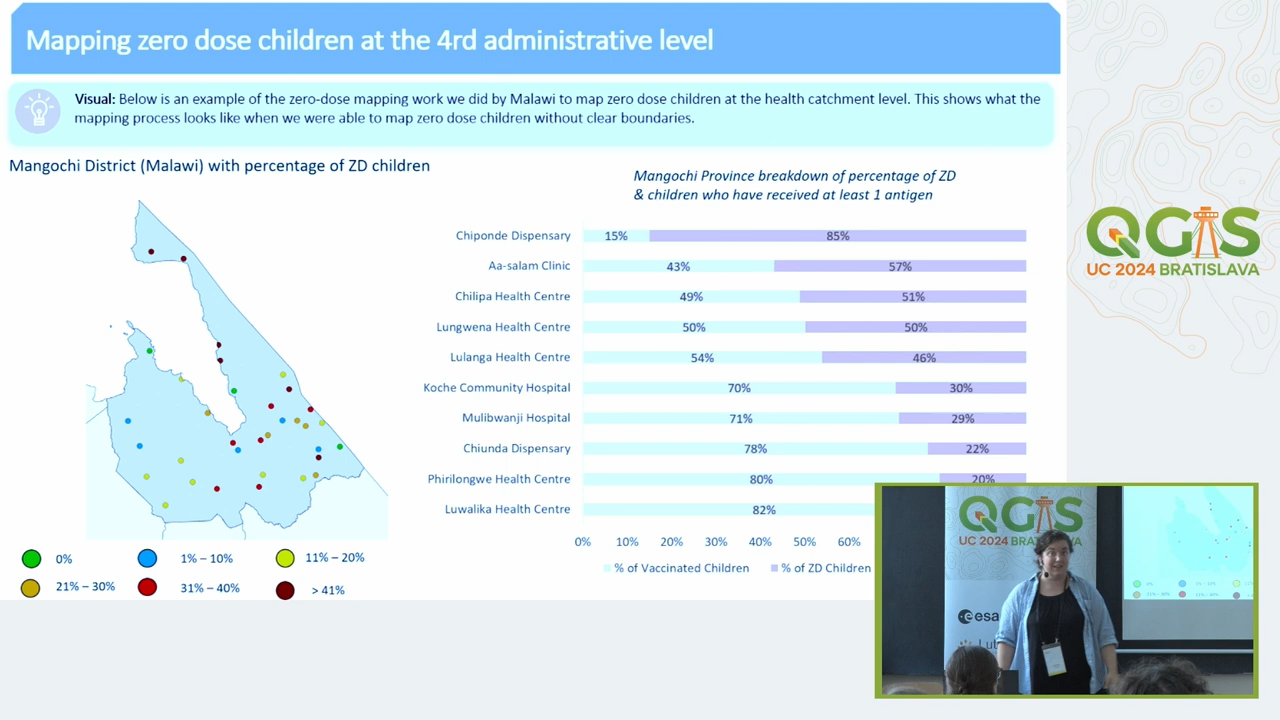 Mapping zero dose children at the 4rd administrative level
Visual: Below is an example of the zero-dose mapping work we did by Malawi to map zero dose children at the health catchment level. This shows what the
mapping process looks like when we were able to map zero dose children without clear boundaries.
Mangochi District (Malawi) with percentage of ZD children
Mangochi Province breakdown of percentage of ZD
& children who have received at least 1 antigen
Chiponde Dispensary 15% 85%
Aa-salam Clinic 43% 57%
Chilipa Health Centre 49% 51%
Lungwena Health Centre 50% 50%
Lulanga Health Centre 54% 46%
Koche Community Hospital 70% 30%
Mulibwanji Hospital 71% 29%
Chiunda Dispensary 78% 22%
Phirilongwe Health Centre 80% 20%
Luwalika Health Centre 82%
0% 10% 20% 30% 40% 50% 60%
% of Vaccinated Children % of ZD Children
0% 1% – 10% 11% – 20%
21% – 30% 31% – 40% > 41%
QGIS
UC 2024 BRATISLAVA
QGIS
UC 2024 BRATISLAVA
esa